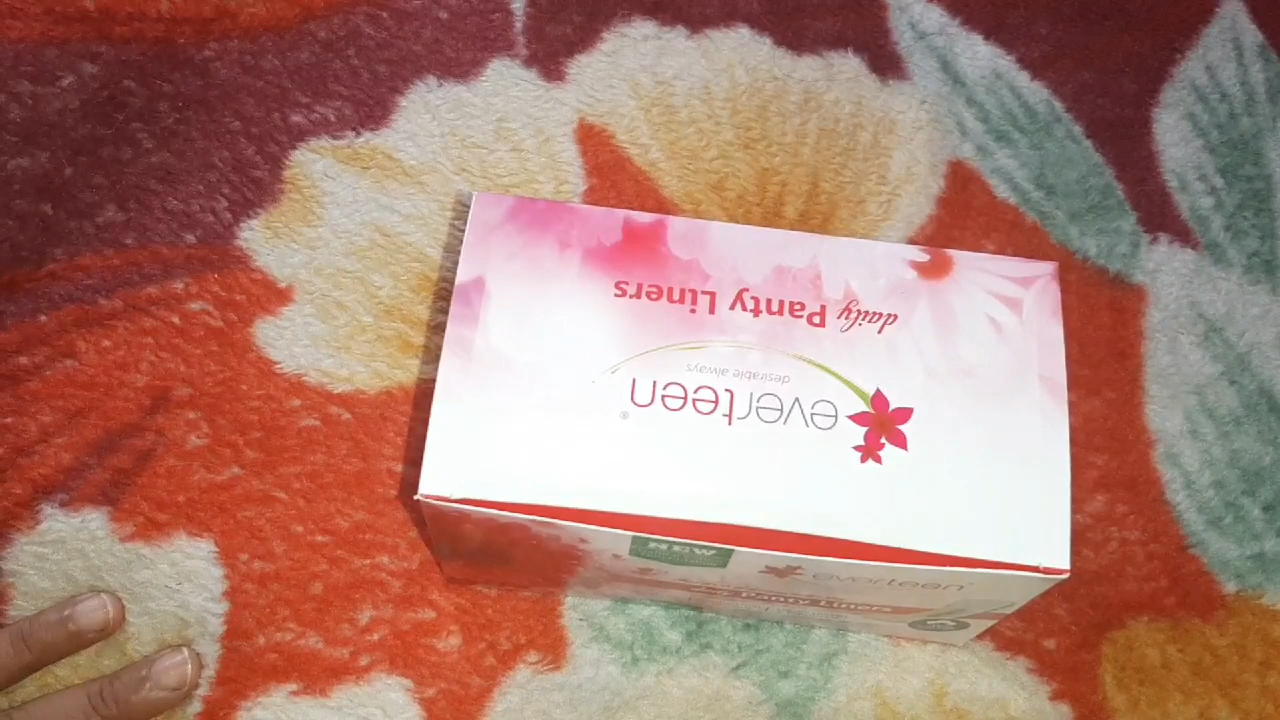 everteen®
desirable always
daily Panty Liners
NEW
everteen
Panty Liners